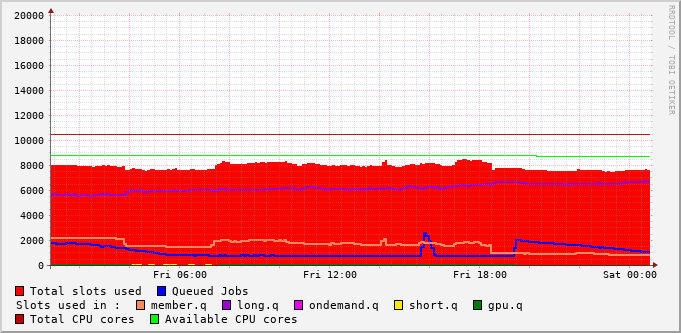 20000
18000
16000
14000
12000
10000
8000
6000
4000
2000
0
Fri 06:00 Fri 12:00 Fri 18:00 Sat 00:00
RRDTOOL / TOBI OETIKER
Total slots used Queued Jobs
Slots used in : member.q long.q ondemand.q short.q gpu.q
Total CPU cores Available CPU cores